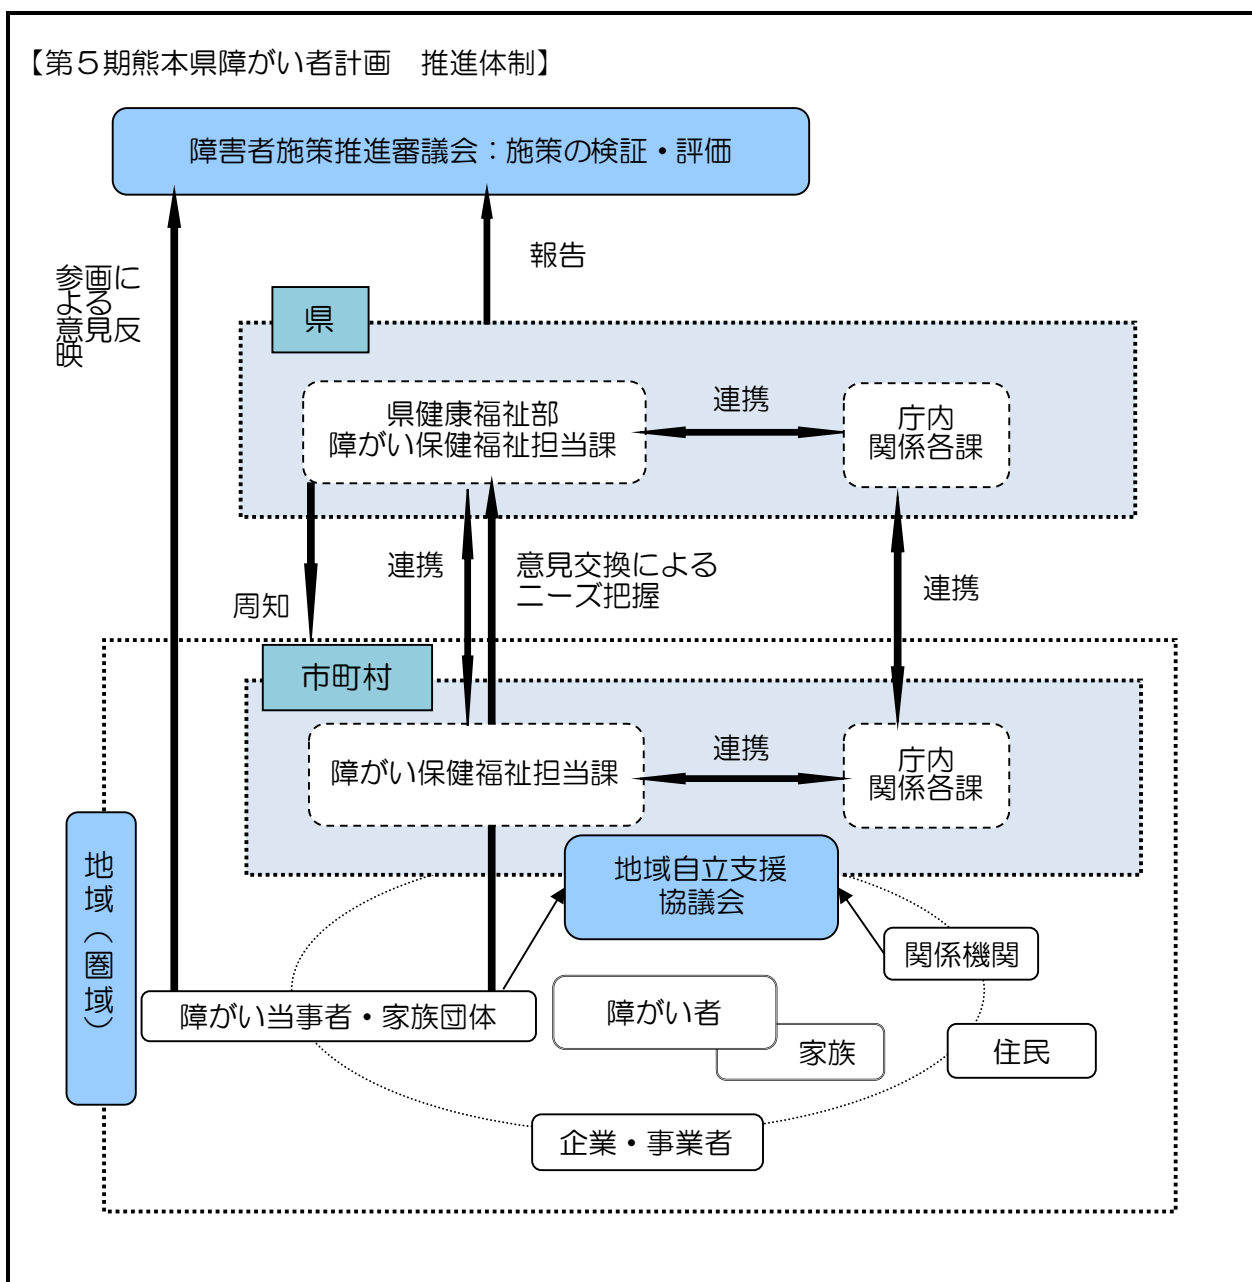 【第５期熊本県障がい者計画　推進体制】
障害者施策推進審議会：施策の検証・評価
報告
参画に
よる
意見反
映
県
県健康福祉部
障がい保健福祉担当課
連携
庁内
関係各課
連携
意見交換による
ニーズ把握
連携
周知
市町村
障がい保健福祉担当課
連携
庁内
関係各課
地域（圏域）
地域自立支援
協議会
関係機関
障がい当事者・家族団体
障がい者
家族
住民
企業・事業者